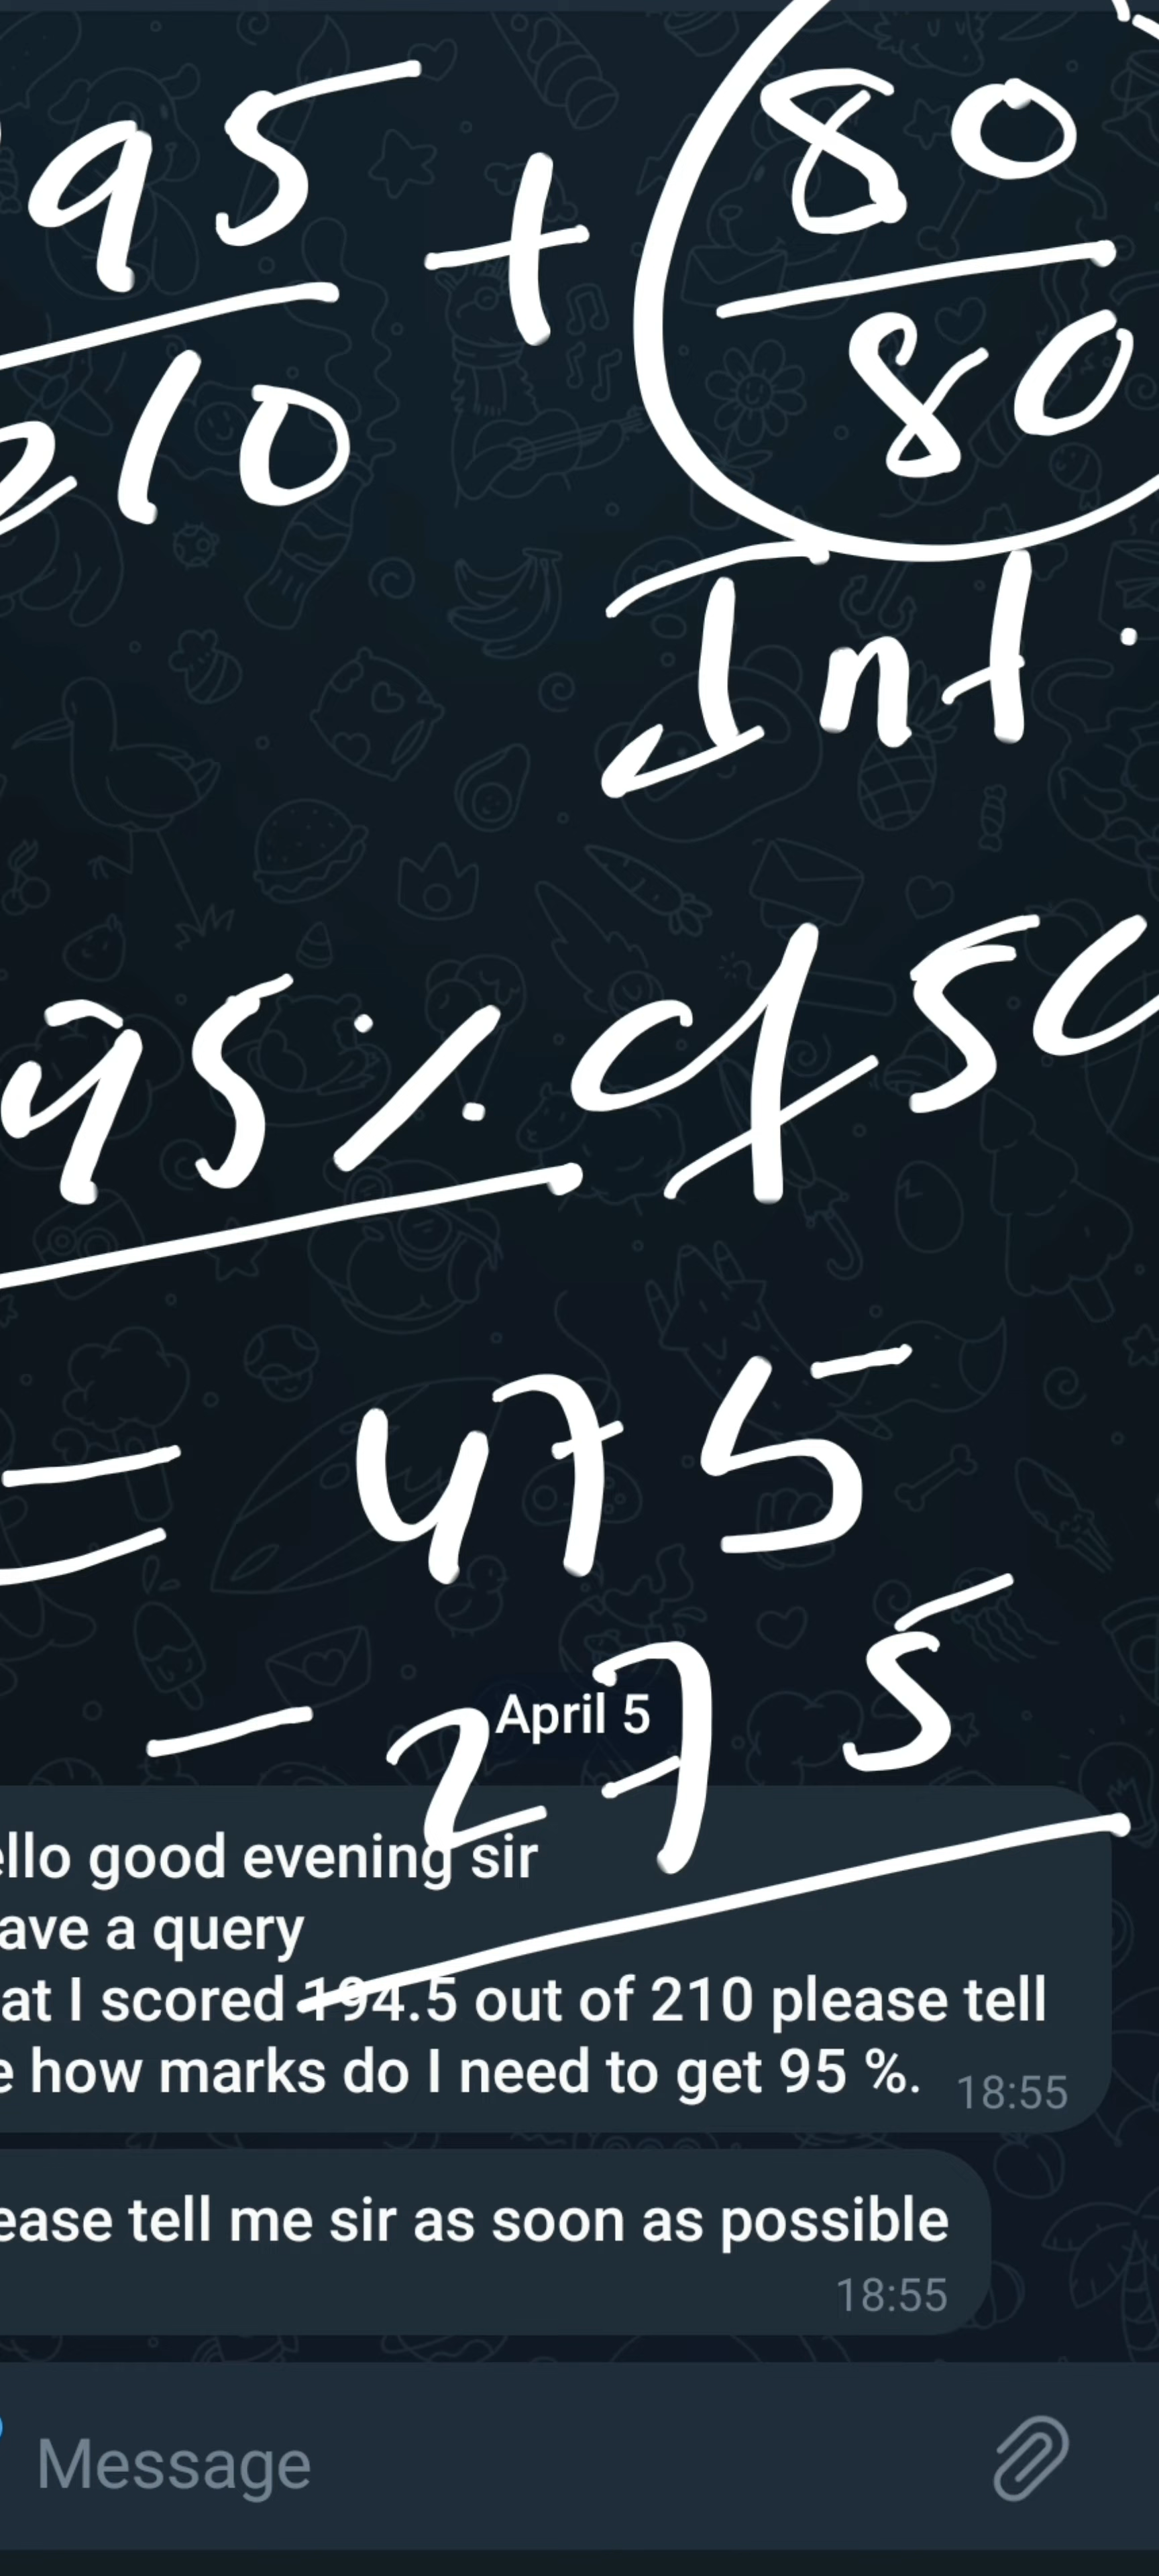 95 + 80
210 80
Int.
95% of 50
= 475
- 275
April 5
ello good evening sir
ave a query
at I scored 194.5 out of 210 please tell
e how marks do I need to get 95 %.
18:55
ease tell me sir as soon as possible
18:55
Message